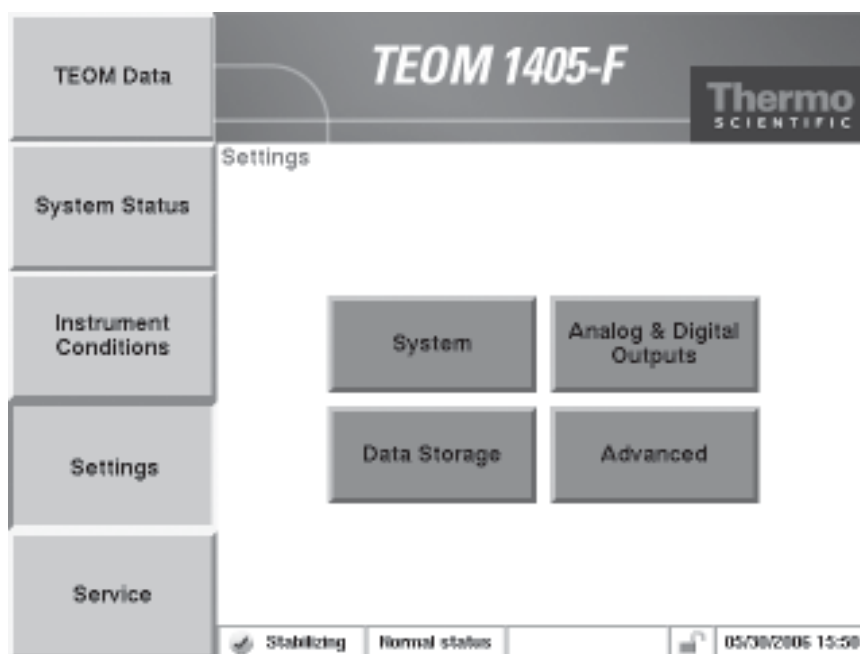 TEOM Data
TEOM 1405-F
Thermo
SCIENTIFIC
Settings
System Status
Instrument
Conditions
System
Analog & Digital
Outputs
Settings
Data Storage
Advanced
Service
Stabilizing
Normal status
05/30/2006 15:50